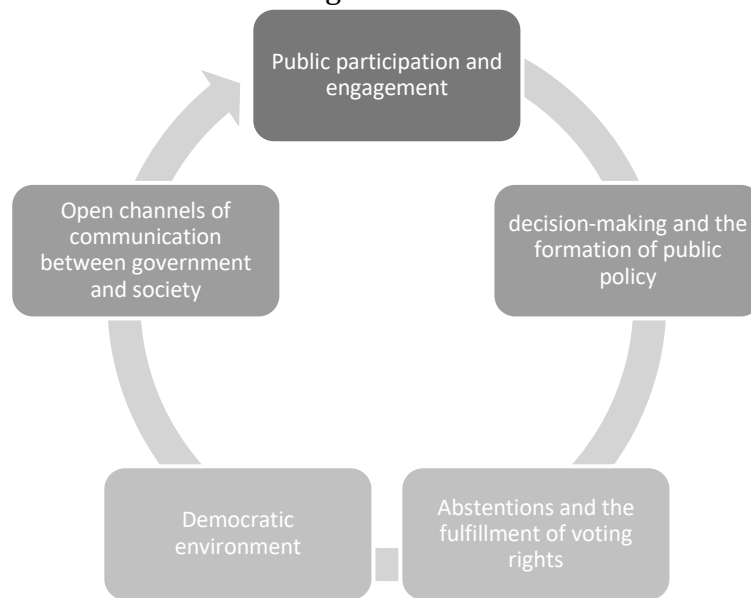 Public participation and
engagement
decision-making and the
formation of public
policy
Abstentions and the
fulfillment of voting
rights
Democratic
environment
Open channels of
communication
between government
and society